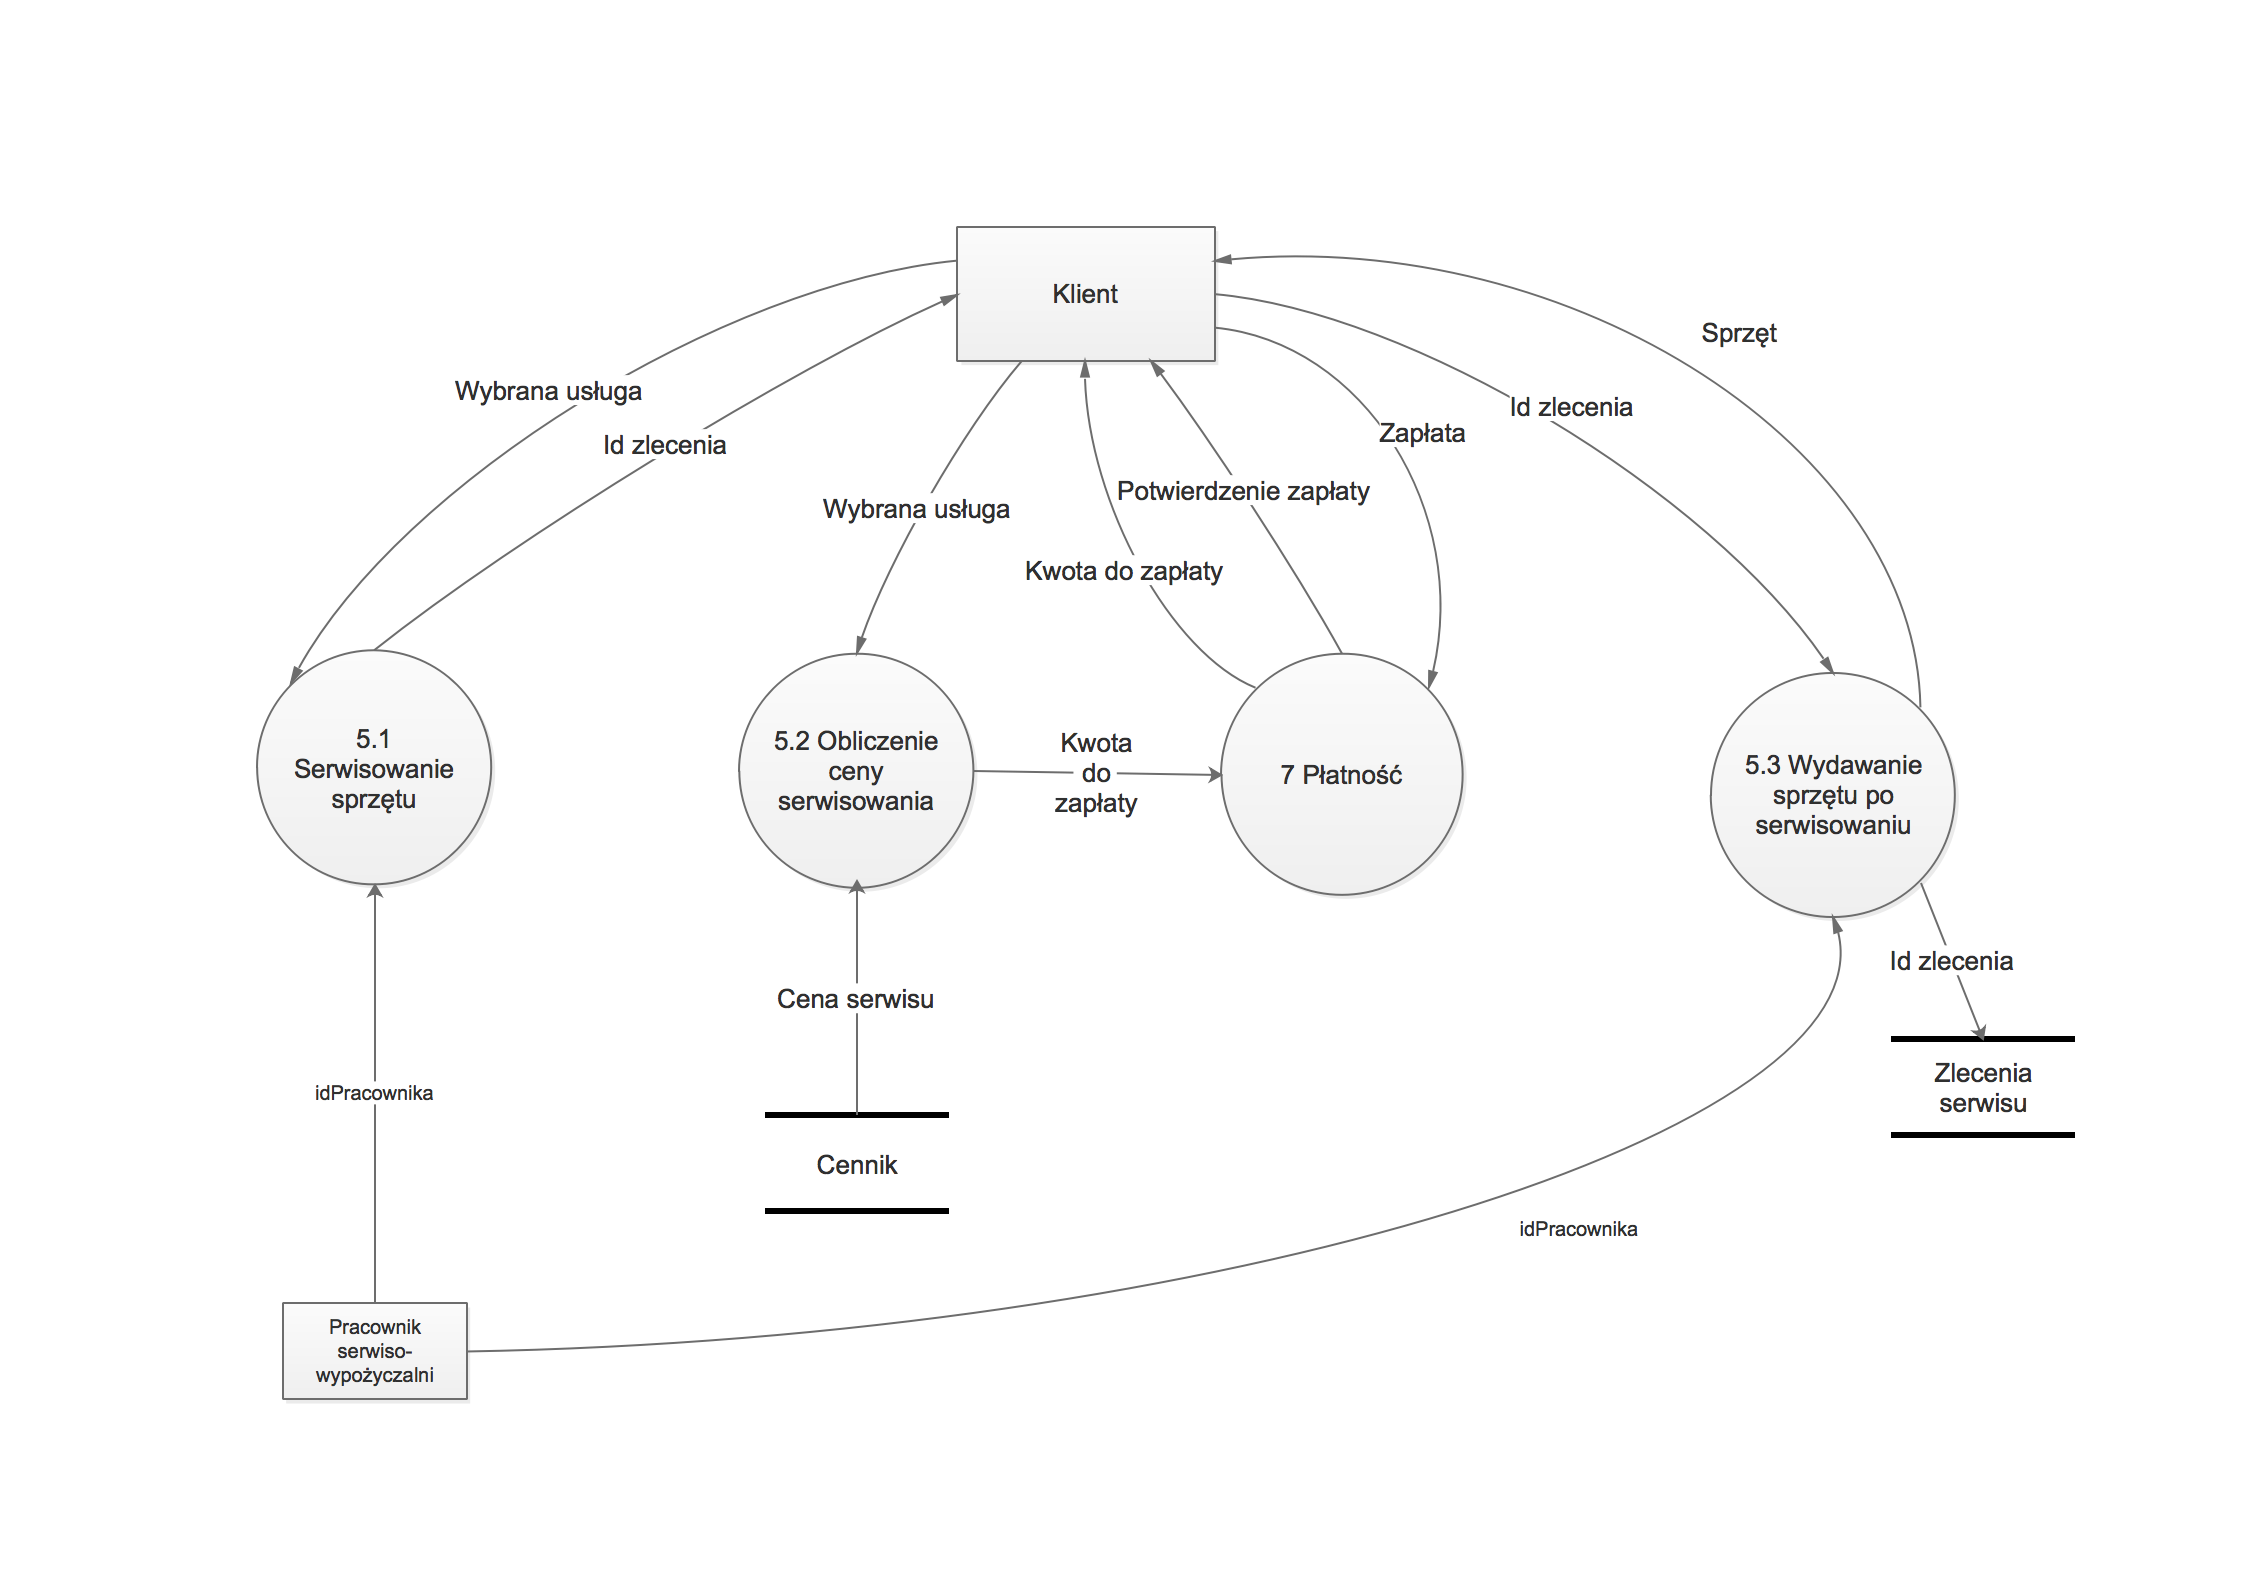 Klient
Sprzęt
Wybrana usługa
Id zlecenia
Zapłata
Id zlecenia
Potwierdzenie zapłaty
Wybrana usługa
Kwota do zapłaty
5.1
Serwisowanie
sprzętu
5.2 Obliczenie
ceny
serwisowania
Kwota
do
zapłaty
7 Płatność
5.3 Wydawanie
sprzętu po
serwisowaniu
Id zlecenia
Cena serwisu
Zlecenia
serwisu
idPracownika
Cennik
idPracownika
Pracownik
serwiso-
wypożyczalni